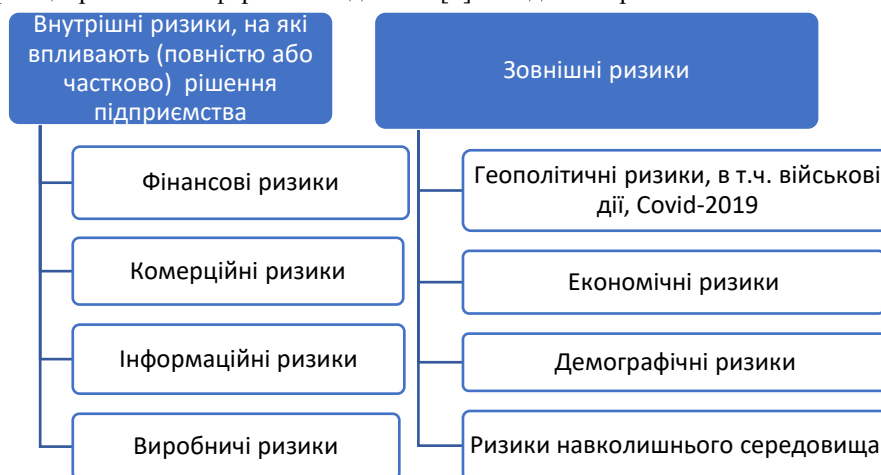 Внутрішні ризики, на які
впливають (повністю або
частково) рішення
підприємства
Фінансові ризики
Комерційні ризики
Інформаційні ризики
Виробничі ризики
Зовнішні ризики
Геополітичні ризики, в т.ч. військові
дії, Covid-2019
Економічні ризики
Демографічні ризики
Ризики навколишнього середовища